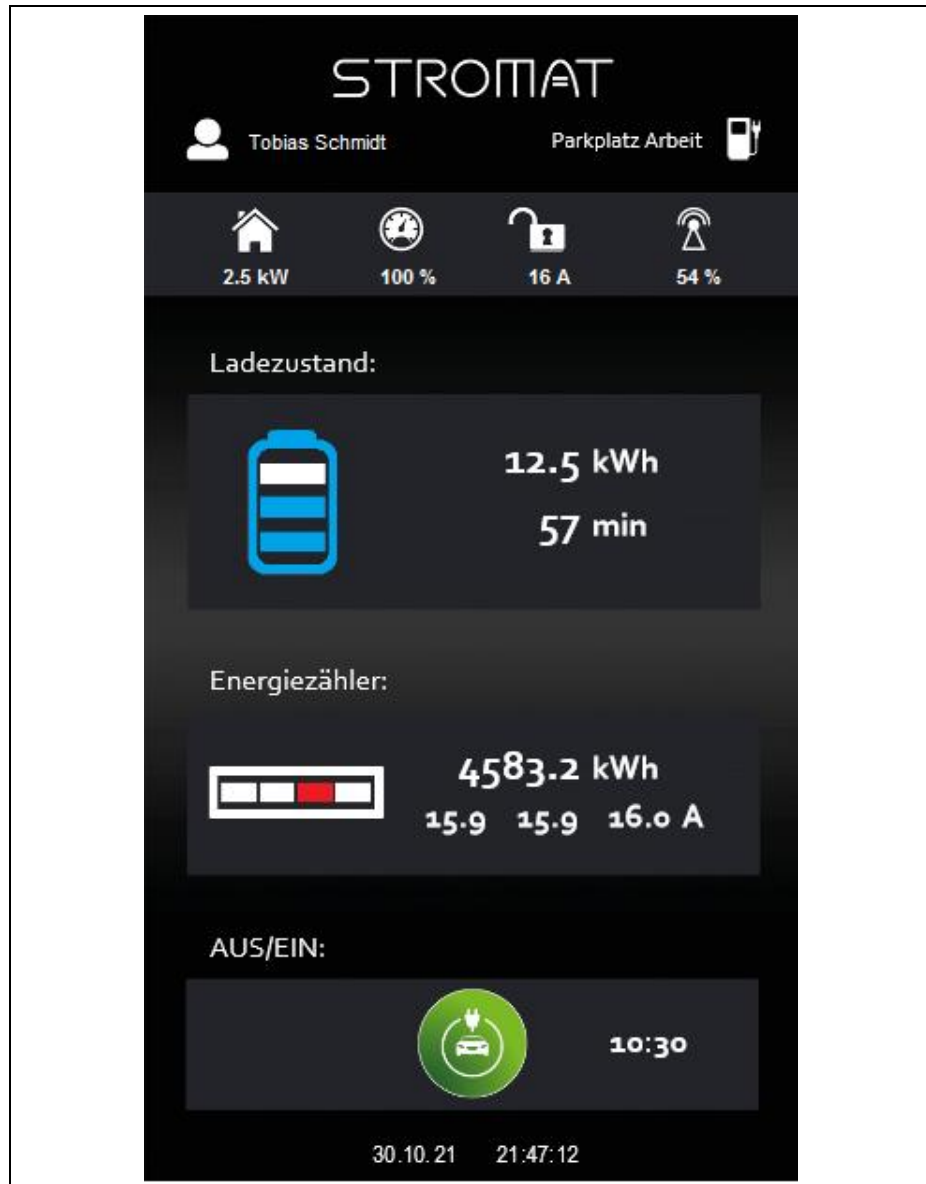 STROMAT
Tobias Schmidt Parkplatz Arbeit
2.5 kW 100 % 16 A 54 %
Ladezustand:
12.5 kWh
57 min
Energiezähler:
4583.2 kWh
15.9 15.9 16.0 A
AUS/EIN:
10:30
30.10.21 21:47:12